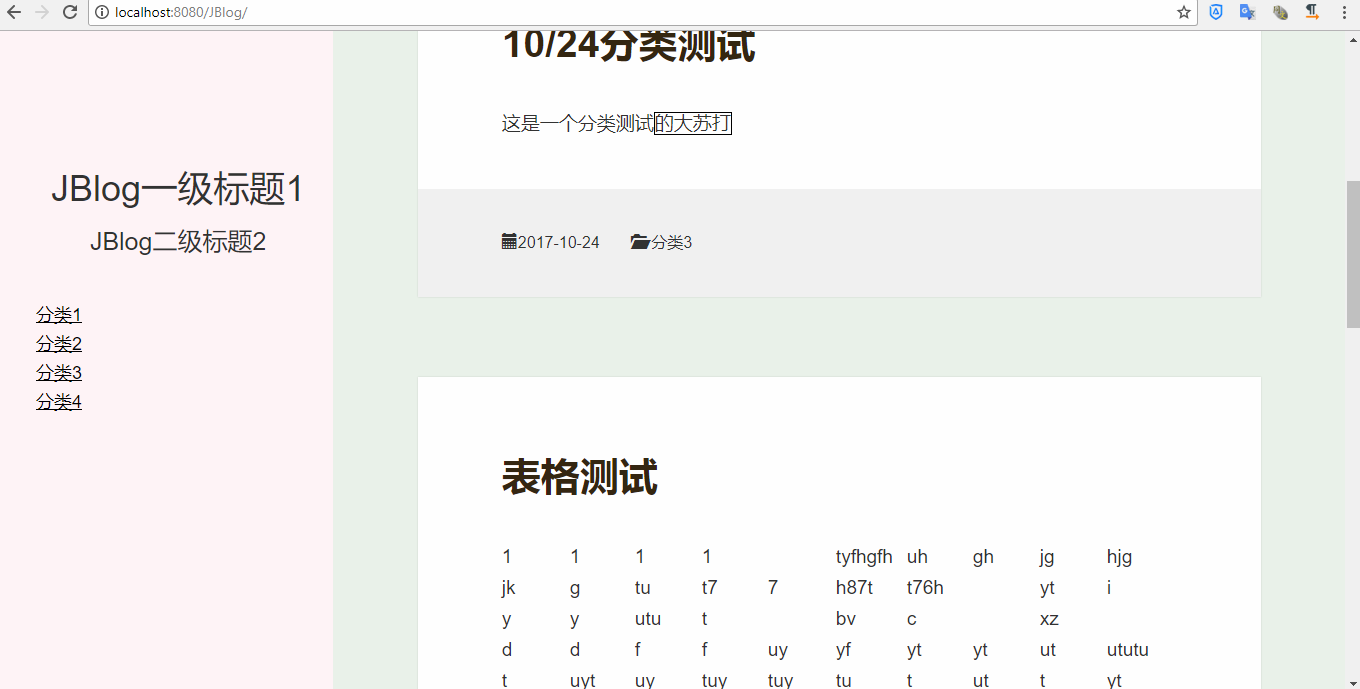 localhost:8080/JBlog/
JBlog一级标题1
JBlog二级标题2
分类1
分类2
分类3
分类4
10/24分类测试
这是一个分类测试的大苏打
2017-10-24 分类3
表格测试
1 1 1 1 tyfhgfh uh gh jg hjg
jk g tu t7 7 h87t t76h yt i
y y utu t bv c xz
d d f f uy yf yt yt ut ututu
t uyt uy tuy tuy tu t ut t yt